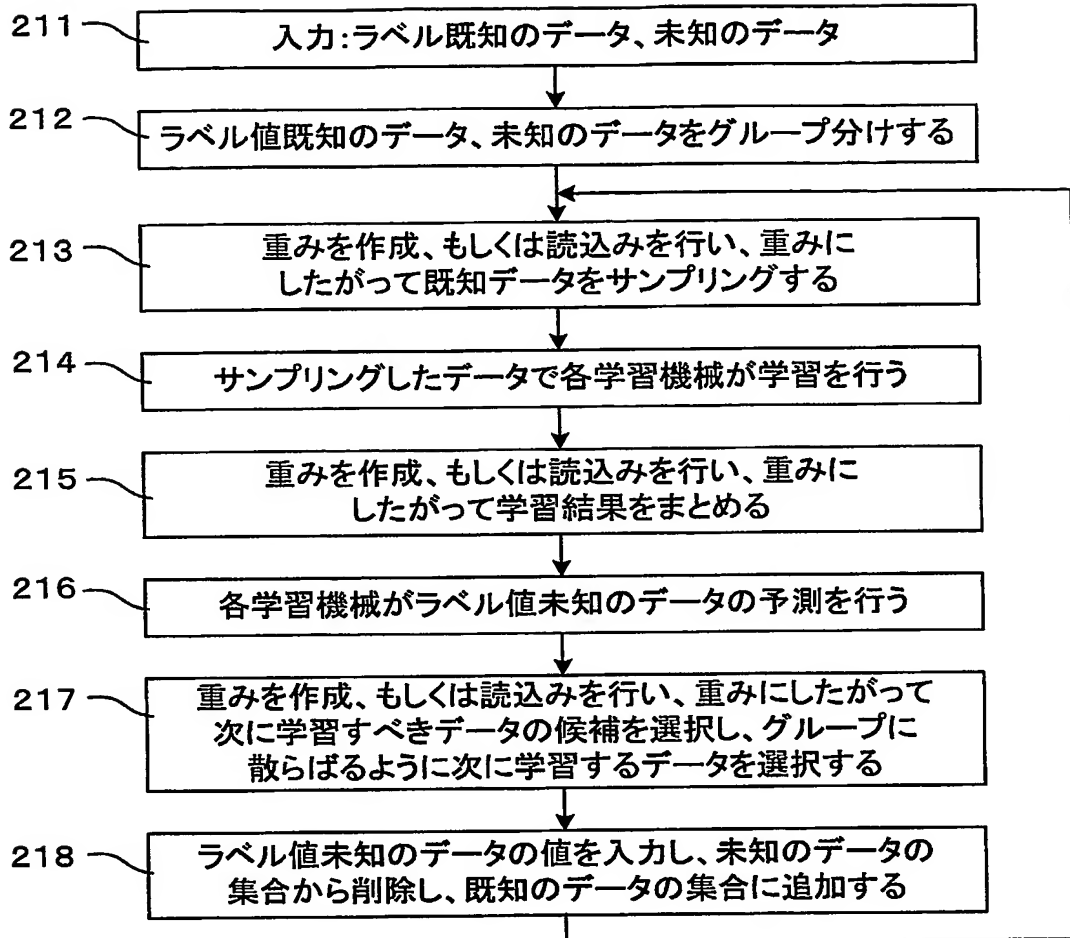 211
入力:ラベル既知のデータ、未知のデータ
212
ラベル値既知のデータ、未知のデータをグループ分けする
213
重みを作成、もしくは読込みを行い、重みに
したがって既知データをサンプリングする
214
サンプリングしたデータで各学習機械が学習を行う
215
重みを作成、もしくは読込みを行い、重みに
したがって学習結果をまとめる
216
各学習機械がラベル値未知のデータの予測を行う
217
重みを作成、もしくは読込みを行い、重みにしたがって
次に学習すべきデータの候補を選択し、グループに
散らばるように次に学習するデータを選択する
218
ラベル値未知のデータの値を入力し、未知のデータの
集合から削除し、既知のデータの集合に追加する